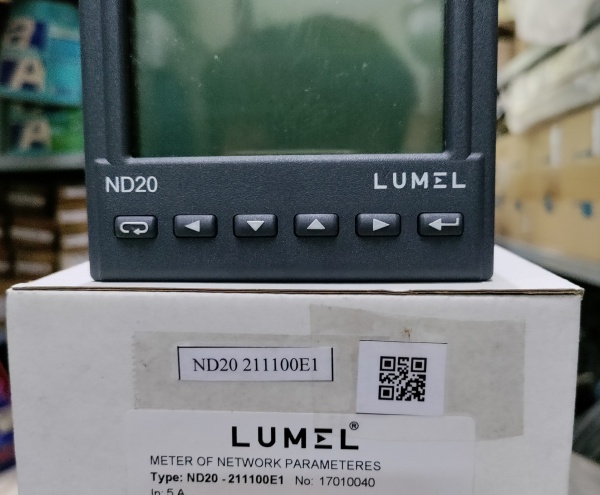 ND20 LUMEL
ND20 211100E1
LUMEL®
METER OF NETWORK PARAMETERES
Type: ND20 - 211100E1 No: 17010040
In: 5 A